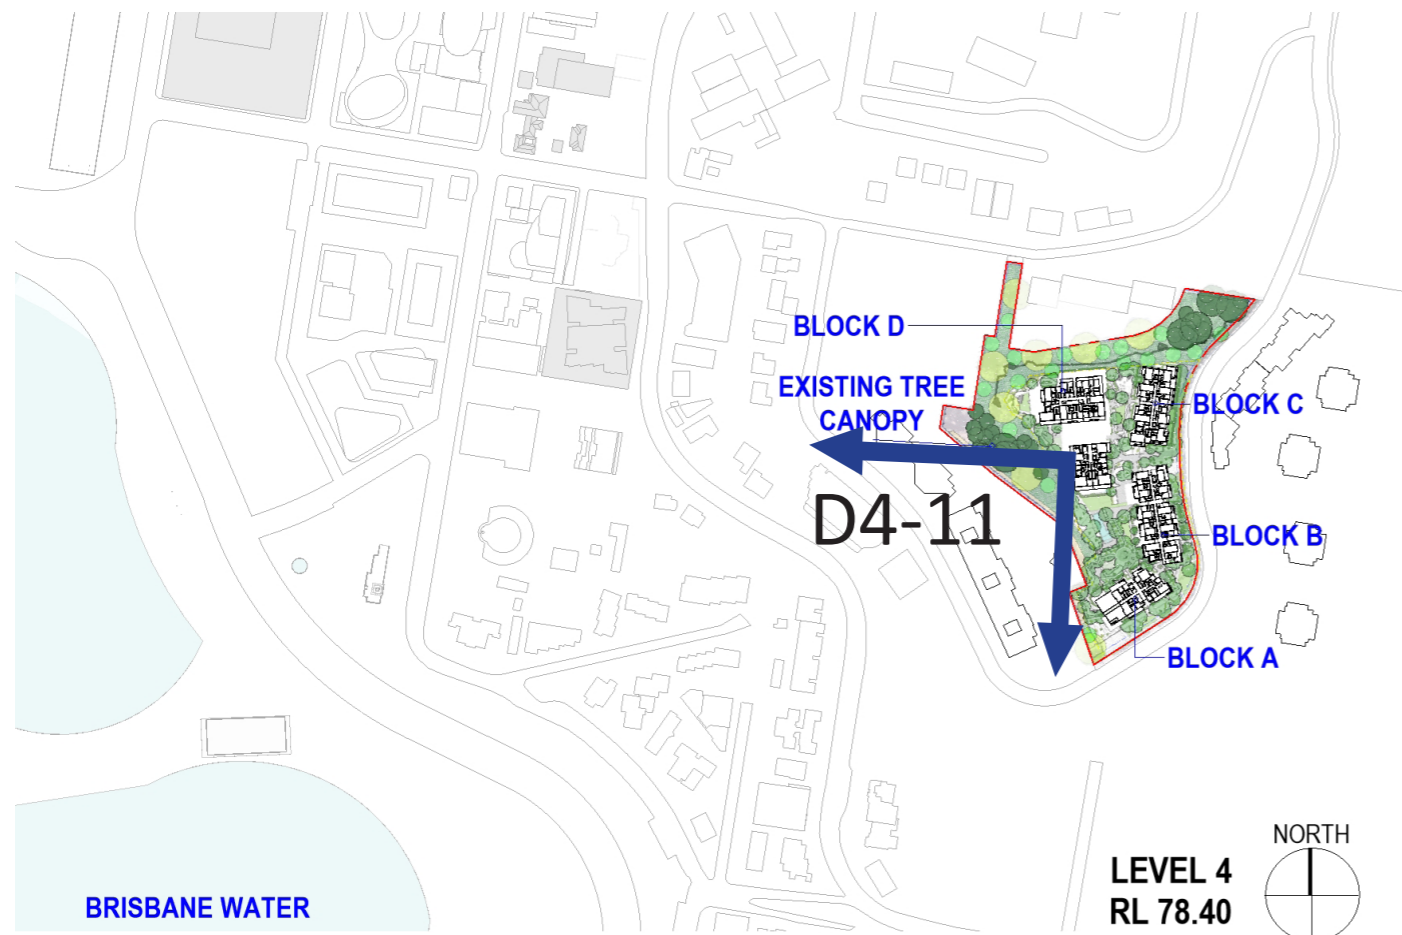 BLOCK D
EXISTING TREE
CANOPY
BLOCK C
D4-11
BLOCK B
BLOCK A
NORTH
LEVEL 4
RL 78.40
BRISBANE WATER